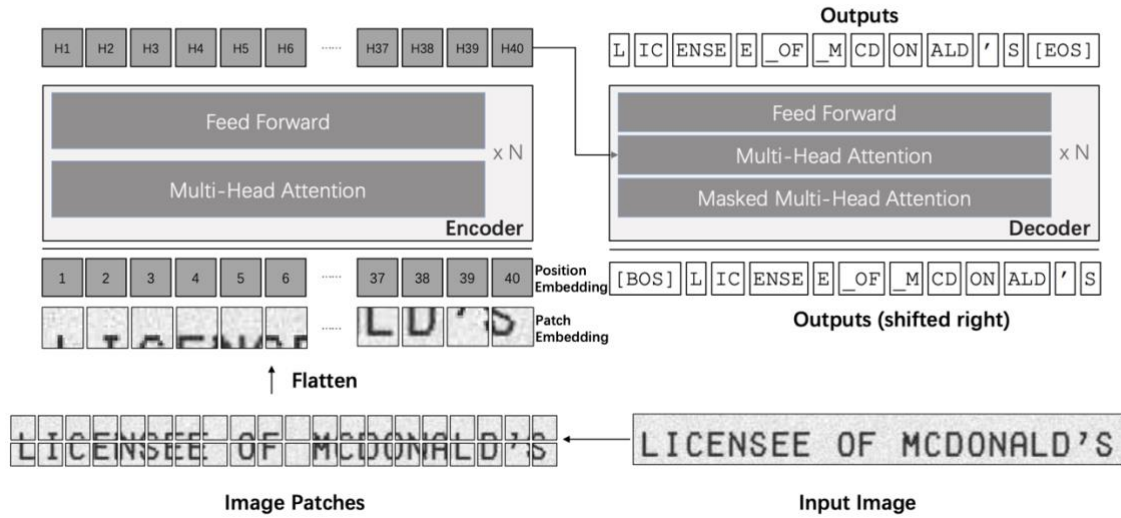 Outputs
H1 H2 H3 H4 H5 H6 ...... H37 H38 H39 H40
L IC ENSE E _OF _M CD ON ALD ' S [EOS]
Feed Forward
Multi-Head Attention
x N
Encoder
Feed Forward
Multi-Head Attention
Masked Multi-Head Attention
x N
Decoder
1 2 3 4 5 6 ...... 37 38 39 40
Position
Embedding
[BOS] L IC ENSE E _OF _M CD ON ALD ' S
LICENSE ...... LD'S
Patch
Embedding
Outputs (shifted right)
Flatten
LICENSEE OF MCDONALD'S
LICENSEE OF MCDONALD'S
Image Patches
Input Image